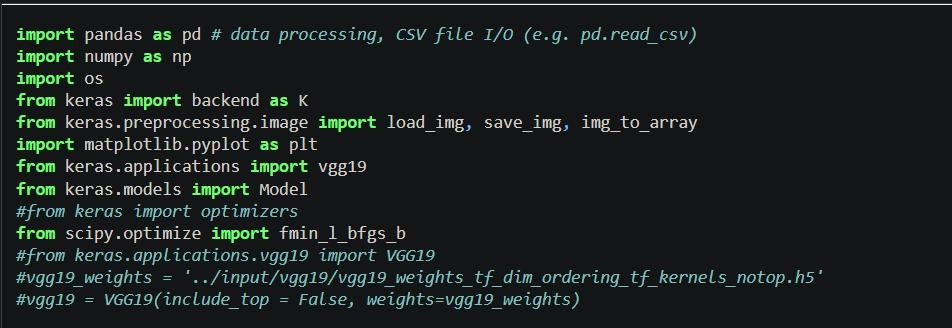 import pandas as pd # data processing, CSV file I/O (e.g. pd.read_csv)
import numpy as np
import os
from keras import backend as K
from keras.preprocessing.image import load_img, save_img, img_to_array
import matplotlib.pyplot as plt
from keras.applications import vgg19
from keras.models import Model
#from keras import optimizers
from scipy.optimize import fmin_l_bfgs_b
#from keras.applications.vgg19 import VGG19
#vgg19_weights = '../input/vgg19/vgg19_weights_tf_dim_ordering_tf_kernels_notop.h5'
#vgg19 = VGG19(include_top = False, weights=vgg19_weights)